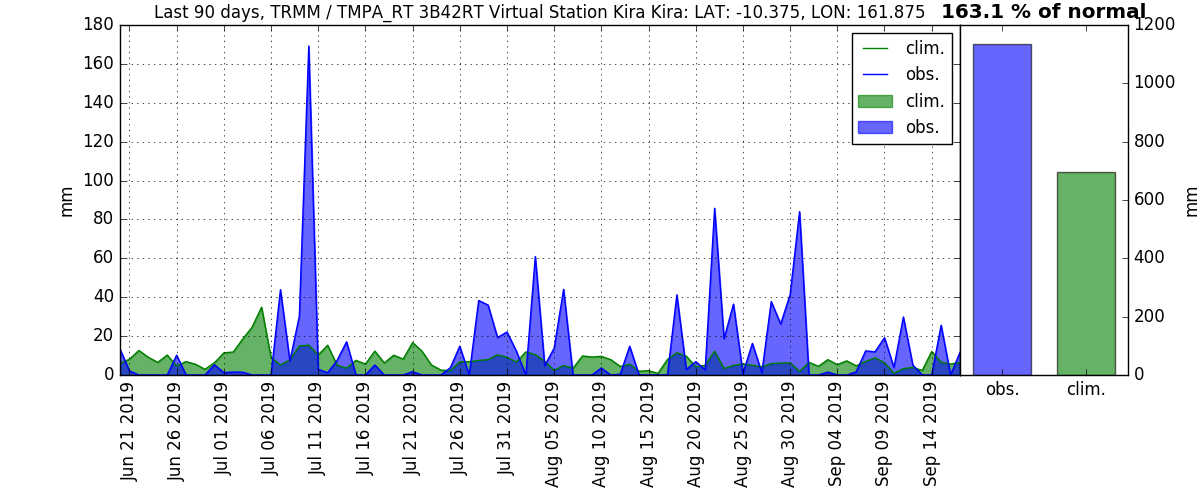 Last 90 days, TRMM / TMPA_RT 3B42RT Virtual Station Kira Kira: LAT: -10.375, LON: 161.875 163.1 % of normal
180
160
140
120
100
80
60
40
20
0
mm
clim.
obs.
clim.
obs.
1200
1000
800
600
400
200
0
mm
obs.
clim.
Jun 21 2019
Jun 26 2019
Jul 01 2019
Jul 06 2019
Jul 11 2019
Jul 16 2019
Jul 21 2019
Jul 26 2019
Jul 31 2019
Aug 05 2019
Aug 10 2019
Aug 15 2019
Aug 20 2019
Aug 25 2019
Aug 30 2019
Sep 04 2019
Sep 09 2019
Sep 14 2019